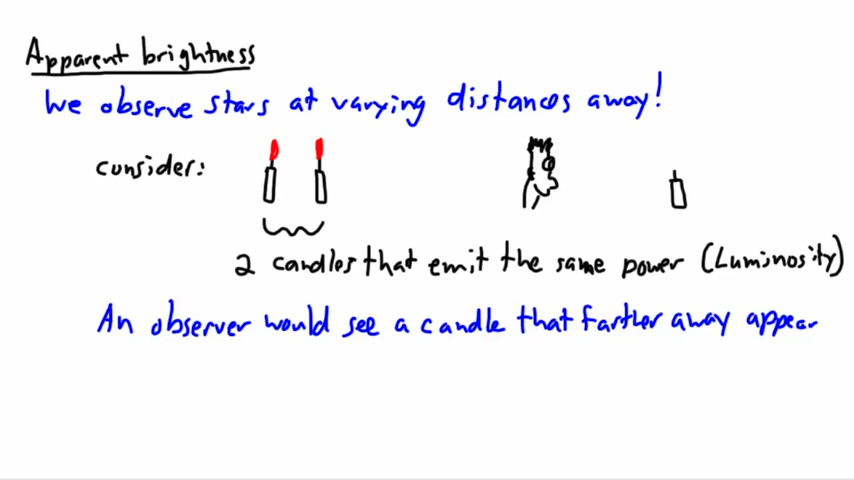 Apparent brightness
We observe stars at varying distances away!
consider:
2 candles that emit the same power (Luminosity)
An observer would see a candle that farther away appear